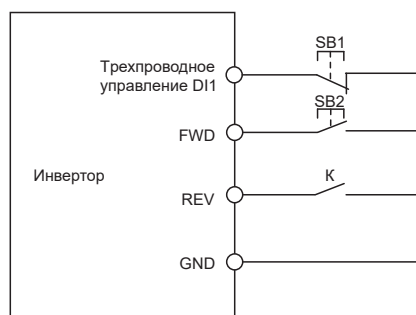 SB1
Трехпроводное
управление DI1
SB2
FWD
Инвертор
К
REV
GND